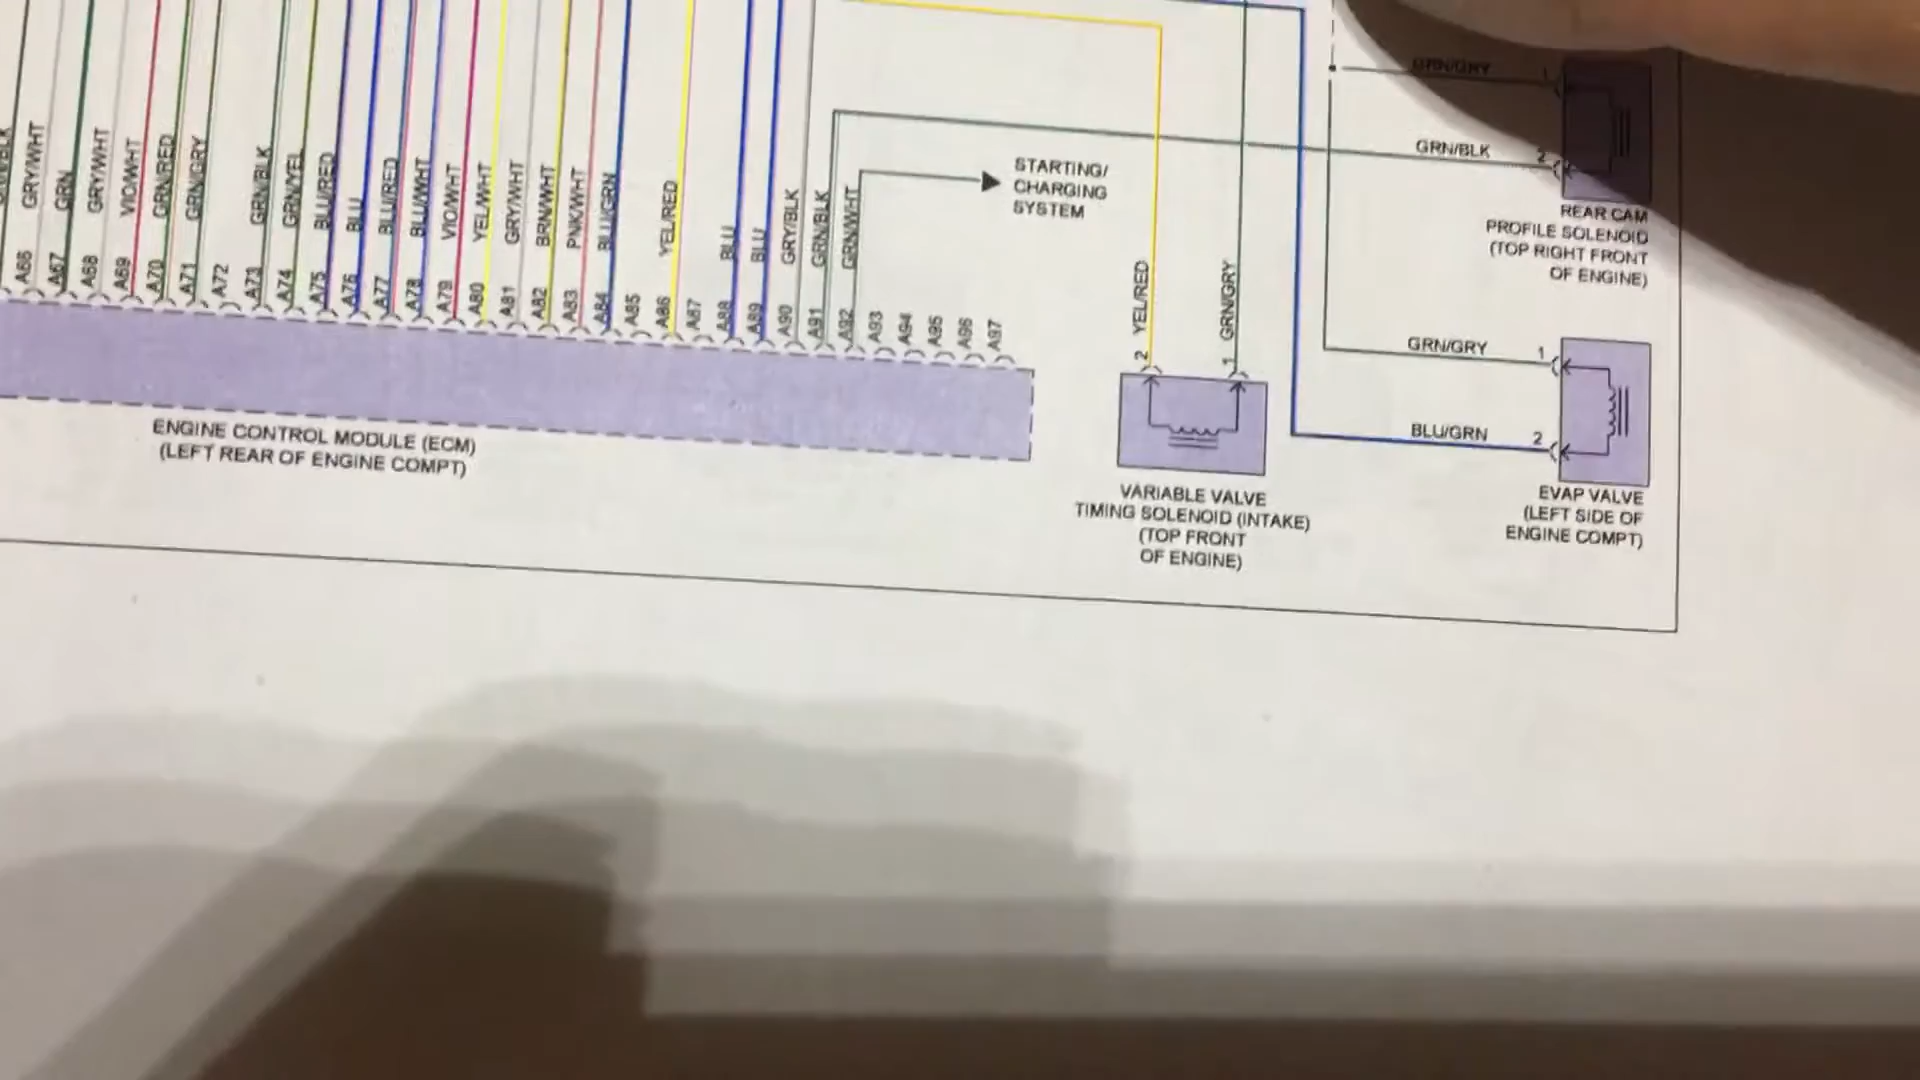 GRY/WHT
GRN
GRY/WHT
VIO/WHT
GRN/RED
GRN/GRY
GRN/BLK
GRN/YEL
BLU/RED
BLU
BLU/RED
BLU/WHT
VIO/WHT
YEL/WHT
GRY/WHT
BRN/WHT
PNK/WHT
BLU/GRN
YEL/RED
BLU
BLU
GRY/BLK
GRN/BLK
GRN/WHT
A66
A67
A68
A69
A70
A71
A72
A73
A74
A75
A76
A77
A78
A79
A80
A81
A82
A83
A84
A85
A86
A87
A88
A89
A90
A91
A92
A93
A94
A95
A96
A97
ENGINE CONTROL MODULE (ECM)
(LEFT REAR OF ENGINE COMPT)
STARTING/
CHARGING
SYSTEM
2 YEL/RED
1 GRN/GRY
VARIABLE VALVE
TIMING SOLENOID (INTAKE)
(TOP FRONT
OF ENGINE)
GRN/GRY 1
GRN/BLK 2
REAR CAM
PROFILE SOLENOID
(TOP RIGHT FRONT
OF ENGINE)
GRN/GRY 1
BLU/GRN 2
EVAP VALVE
(LEFT SIDE OF
ENGINE COMPT)